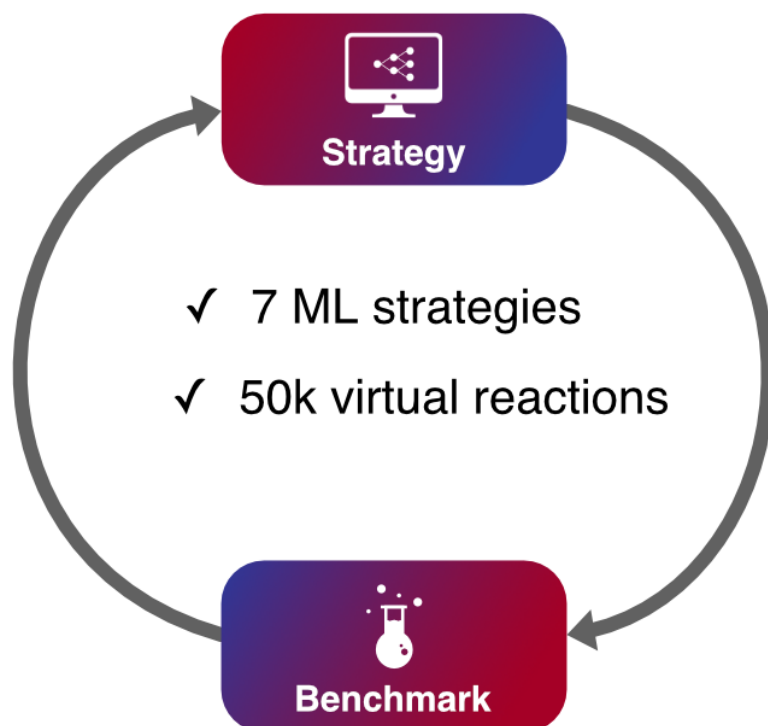 Strategy
✓ 7 ML strategies
✓ 50k virtual reactions
Benchmark